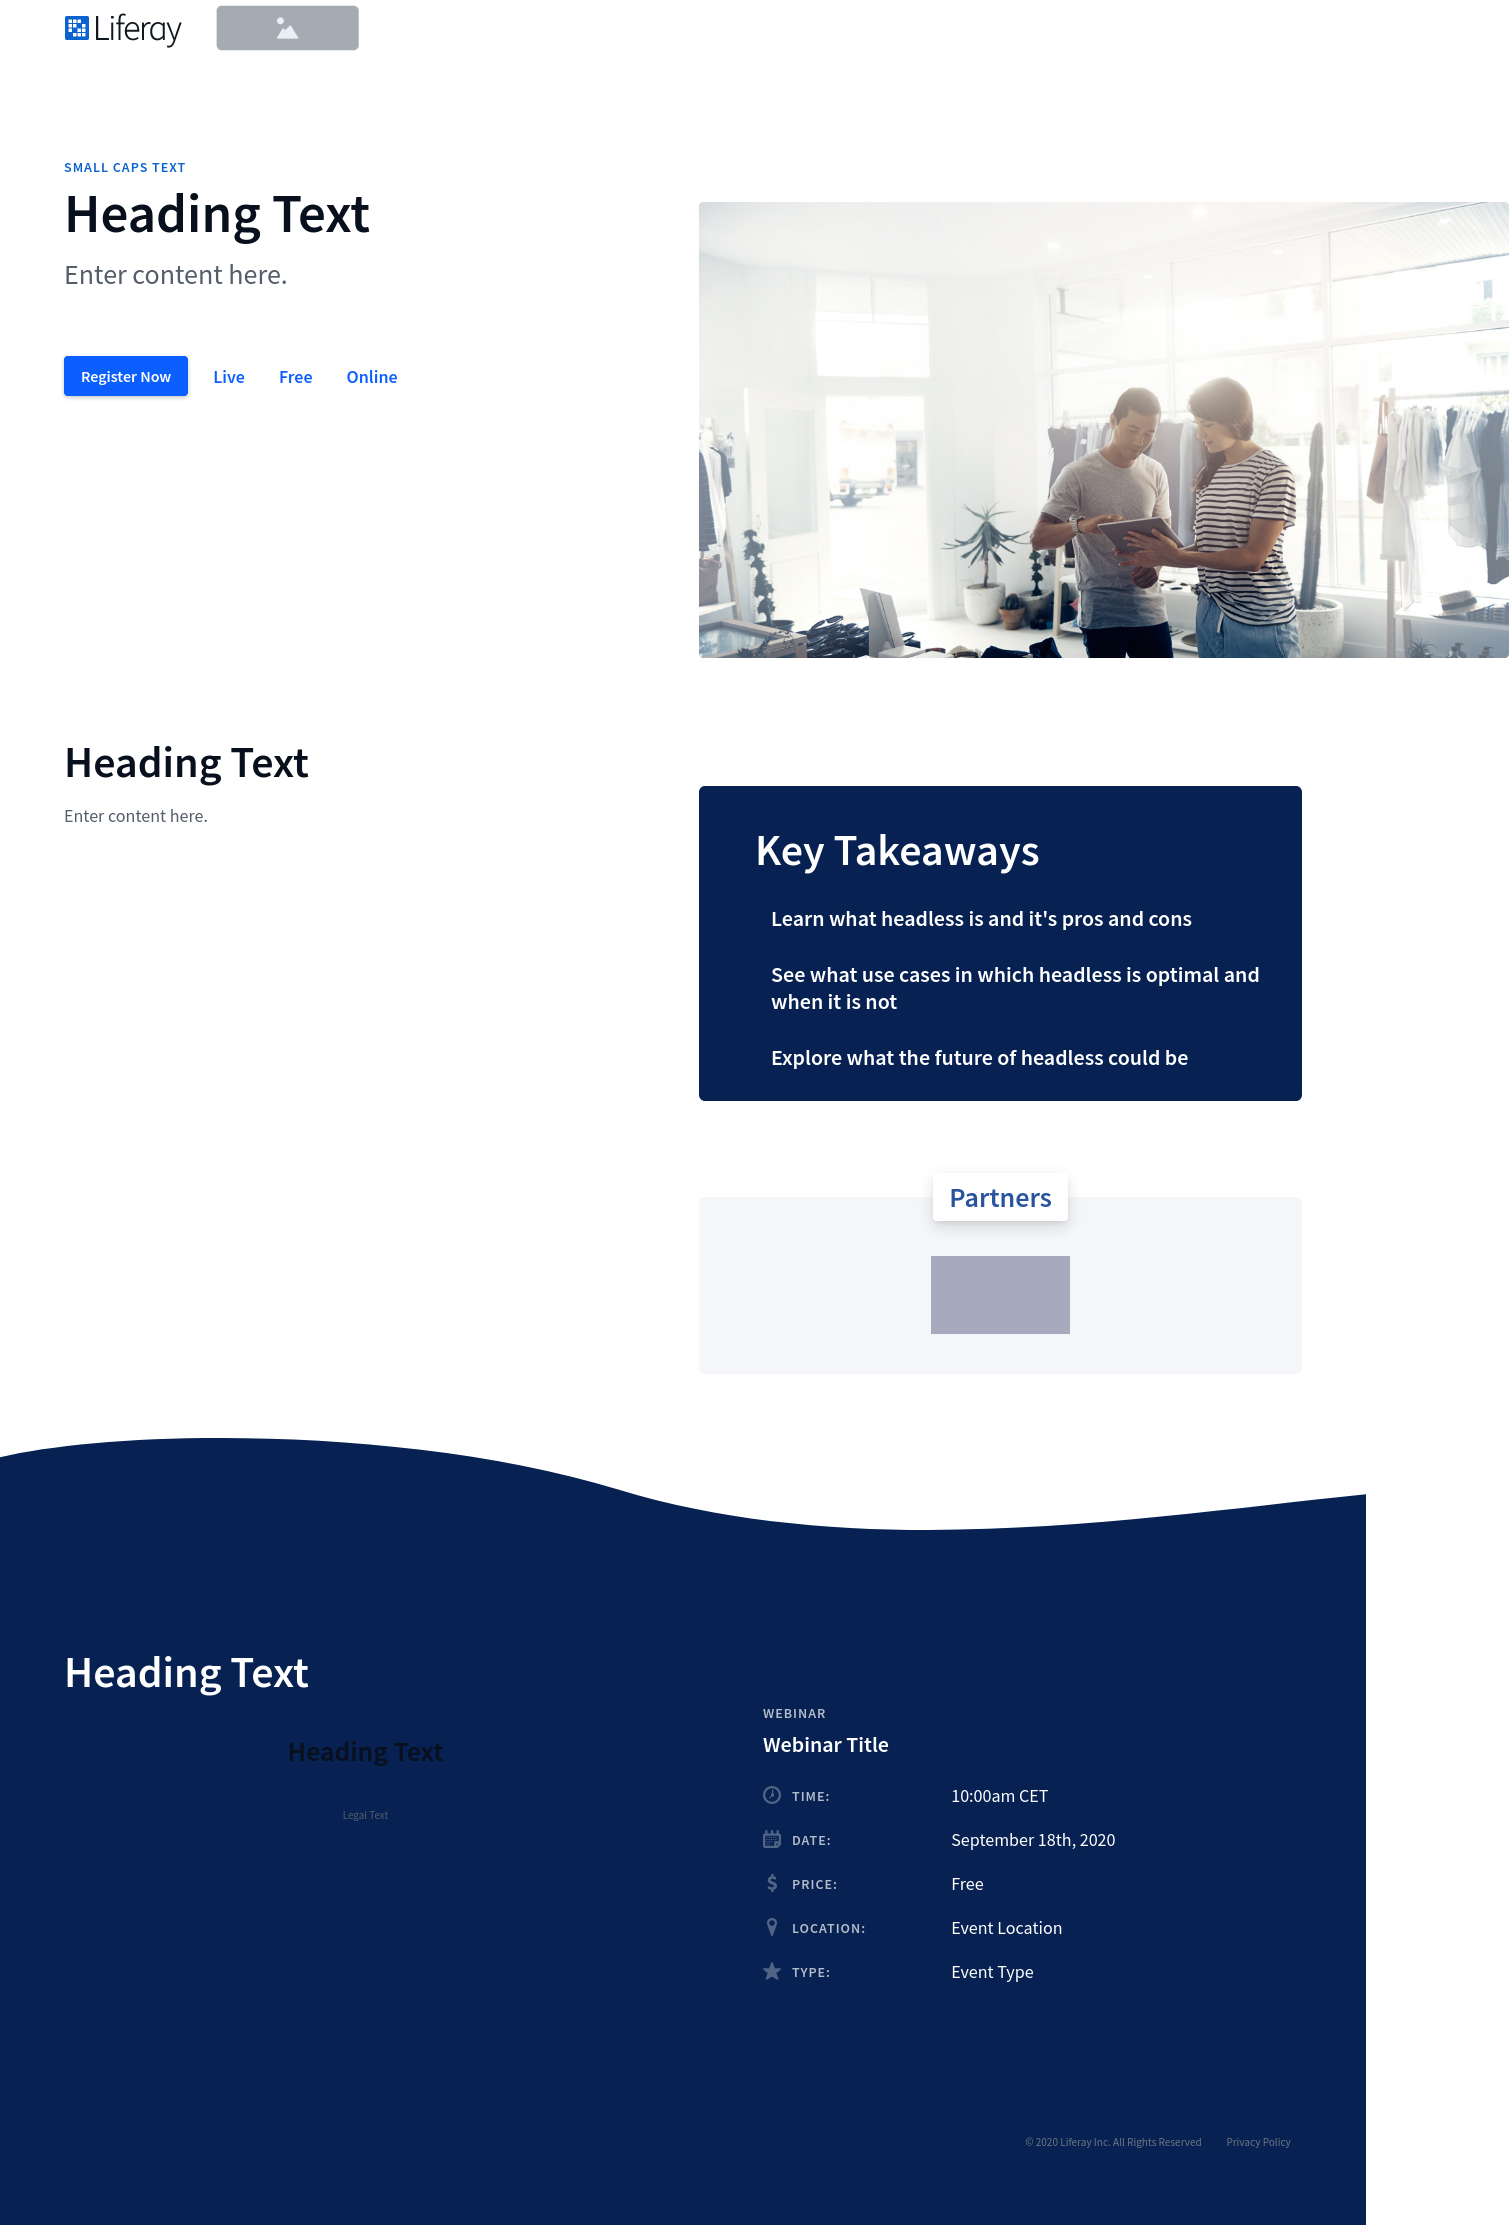 Liferay
SMALL CAPS TEXT
Heading Text
Enter content here.
Register Now
Live
Free
Online
Heading Text
Enter content here.
Key Takeaways
Learn what headless is and it's pros and cons
See what use cases in which headless is optimal and
when it is not
Explore what the future of headless could be
Partners
Heading Text
Heading Text
Legal Text
WEBINAR
Webinar Title
TIME: 10:00am CET
DATE: September 18th, 2020
PRICE: Free
LOCATION: Event Location
TYPE: Event Type
© 2020 Liferay Inc. All Rights Reserved Privacy Policy